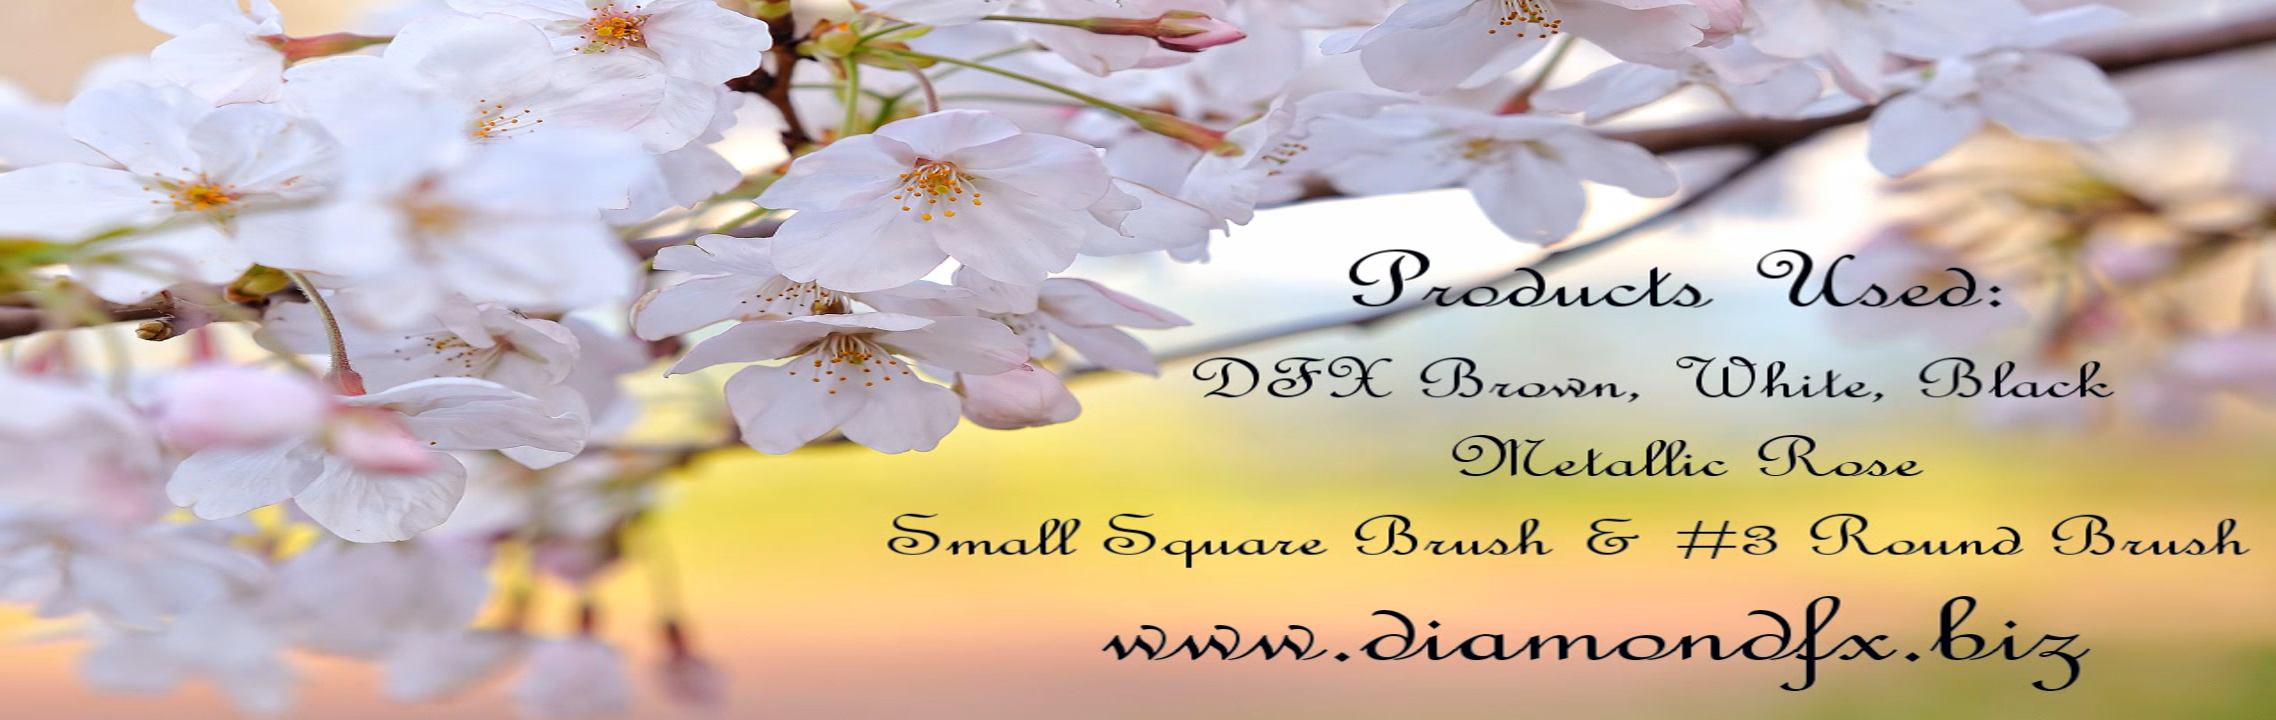 Products Used:
DFX Brown, White, Black
Metallic Rose
Small Square Brush & #3 Round Brush
www.diamondfx.biz